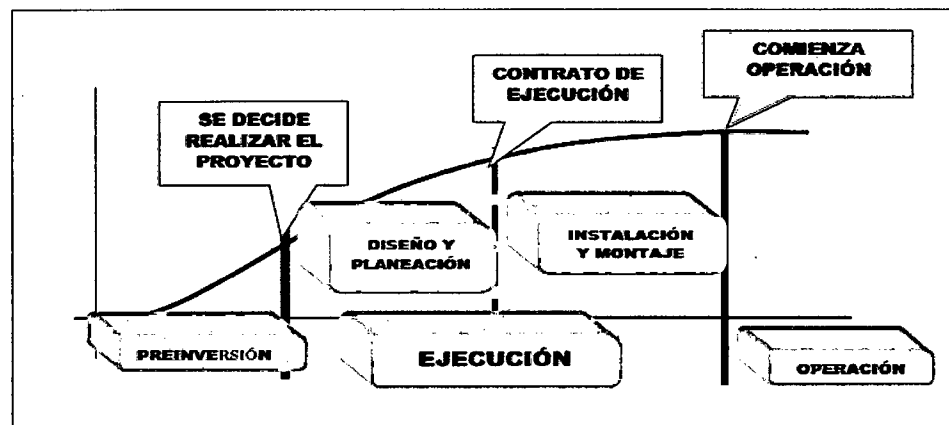 COMIENZA
OPERACIÓN
CONTRATO DE
EJECUCIÓN
SE DECIDE
REALIZAR EL
PROYECTO
DISEÑO Y
PLANEACIÓN
INSTALACIÓN
Y MONTAJE
PREINVERSIÓN
EJECUCIÓN
OPERACIÓN